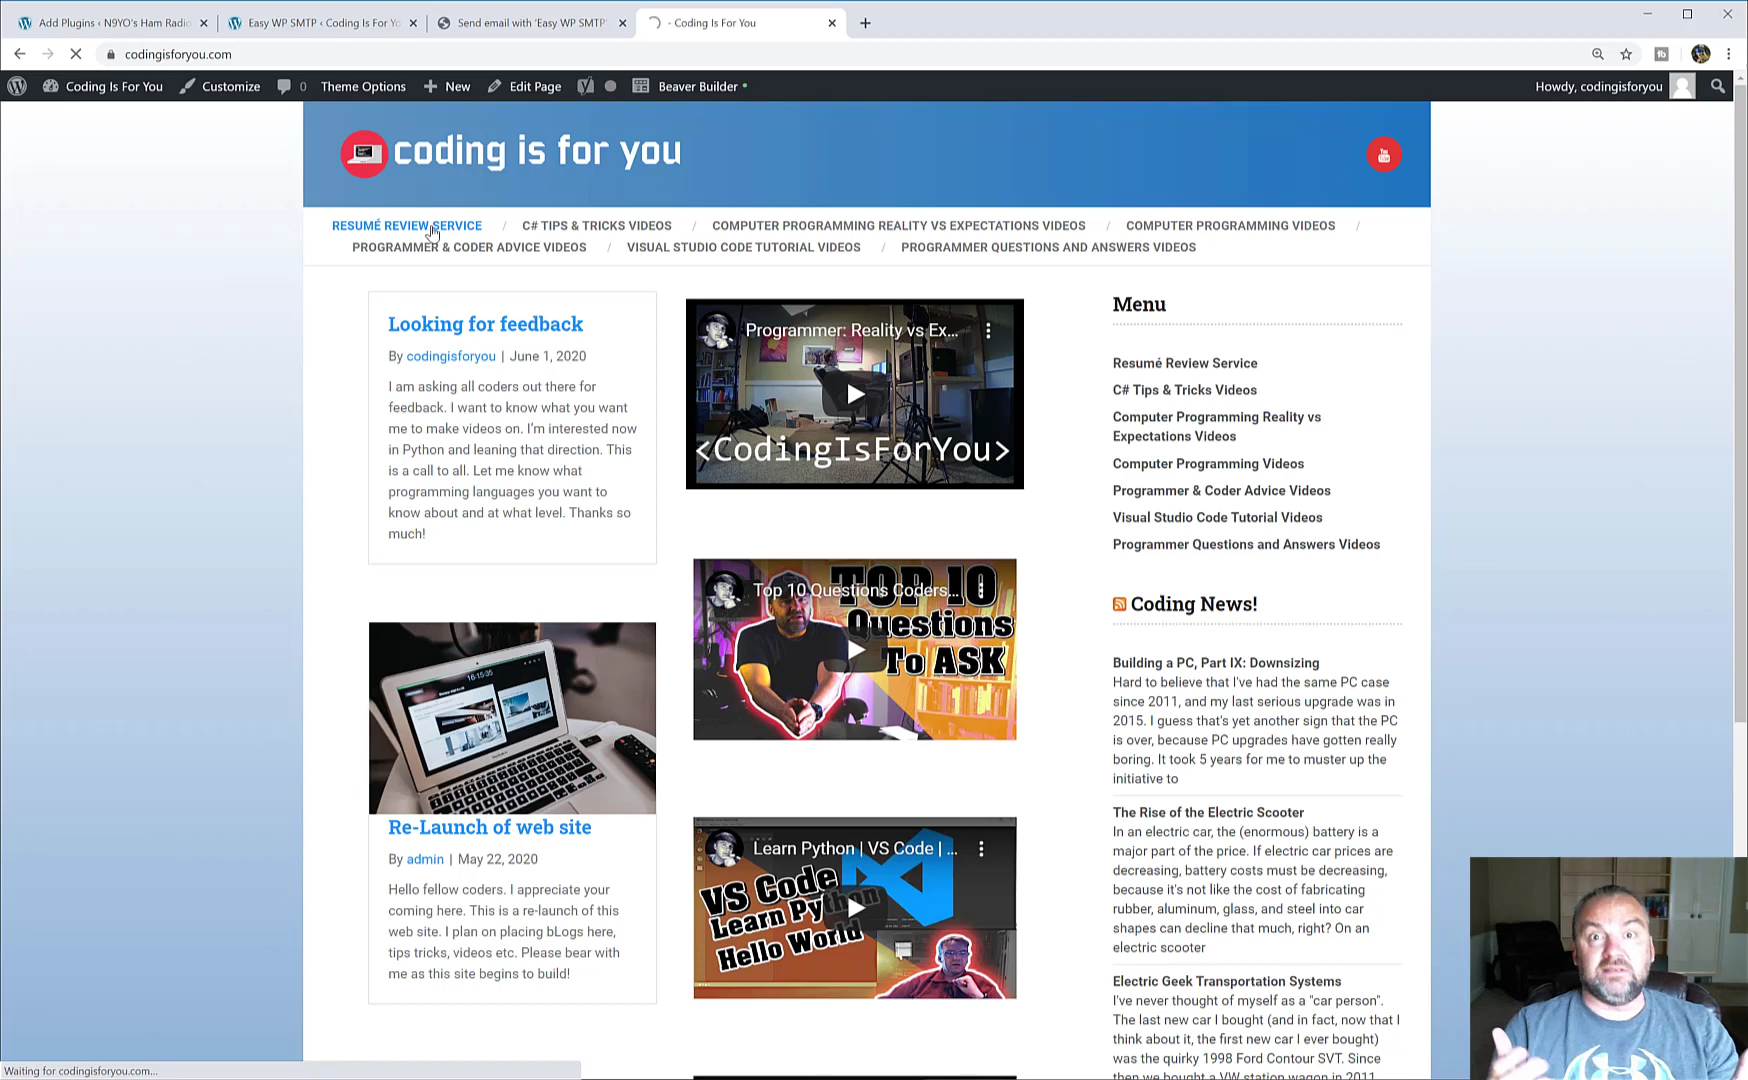 Add Plugins ‹ N9YO's Ham Radio
Easy WP SMTP ‹ Coding Is For Yo
Send email with 'Easy WP SMTP'
- Coding Is For You
codingisforyou.com
Coding Is For You
Customize
0
Theme Options
New
Edit Page
Beaver Builder
Howdy, codingisforyou
coding is for you
You
Tube
RESUMÉ REVIEW SERVICE / C# TIPS & TRICKS VIDEOS / COMPUTER PROGRAMMING REALITY VS EXPECTATIONS VIDEOS / COMPUTER PROGRAMMING VIDEOS /
PROGRAMMER & CODER ADVICE VIDEOS / VISUAL STUDIO CODE TUTORIAL VIDEOS / PROGRAMMER QUESTIONS AND ANSWERS VIDEOS
Looking for feedback
By codingisforyou | June 1, 2020
I am asking all coders out there for
feedback. I want to know what you want
me to make videos on. I'm interested now
in Python and leaning that direction. This
is a call to all. Let me know what
programming languages you want to
know about and at what level. Thanks so
much!
16:15:35
Re-Launch of web site
By admin | May 22, 2020
Hello fellow coders. I appreciate your
coming here. This is a re-launch of this
web site. I plan on placing bLogs here,
tips tricks, videos etc. Please bear with
me as this site begins to build!
Programmer: Reality vs Ex...
<CodingIsForYou>
Top 10 Questions Coders...
TOP 10
Questions
To ASK
Learn Python | VS Code | ...
VS Code
Learn Python
Hello World
Menu
Resumé Review Service
C# Tips & Tricks Videos
Computer Programming Reality vs
Expectations Videos
Computer Programming Videos
Programmer & Coder Advice Videos
Visual Studio Code Tutorial Videos
Programmer Questions and Answers Videos
Coding News!
Building a PC, Part IX: Downsizing
Hard to believe that I've had the same PC case
since 2011, and my last serious upgrade was in
2015. I guess that's yet another sign that the PC
is over, because PC upgrades have gotten really
boring. It took 5 years for me to muster up the
initiative to
The Rise of the Electric Scooter
In an electric car, the (enormous) battery is a
major part of the price. If electric car prices are
decreasing, battery costs must be decreasing,
because it's not like the cost of fabricating
rubber, aluminum, glass, and steel into car
shapes can decline that much, right? On an
electric scooter
Electric Geek Transportation Systems
I've never thought of myself as a "car person".
The last new car I bought (and in fact, now that I
think about it, the first new car I ever bought)
was the quirky 1998 Ford Contour SVT. Since
then we bought a VW station wagon in 2011
Waiting for codingisforyou.com...